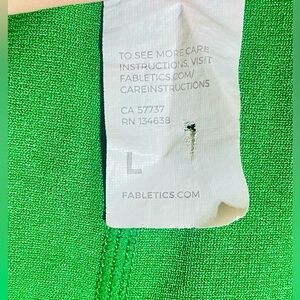 TO SEE MORE CARE
INSTRUCTIONS, VISIT
FABLETICS.COM/
CAREINSTRUCTIONS
CA 57737
RN 134638
L
FABLETICS.COM